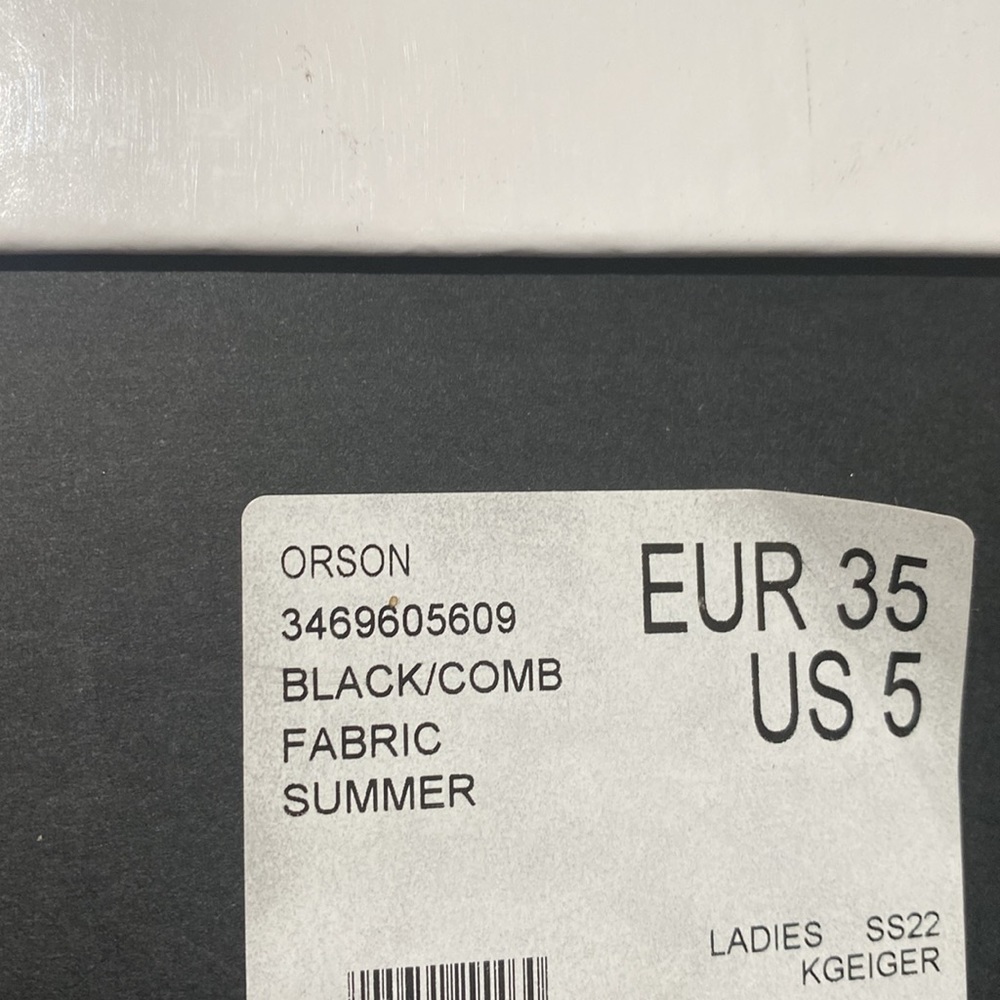 ORSON
3469605609
BLACK/COMB
FABRIC
SUMMER
EUR 35
US 5
LADIES SS22
KGEIGER